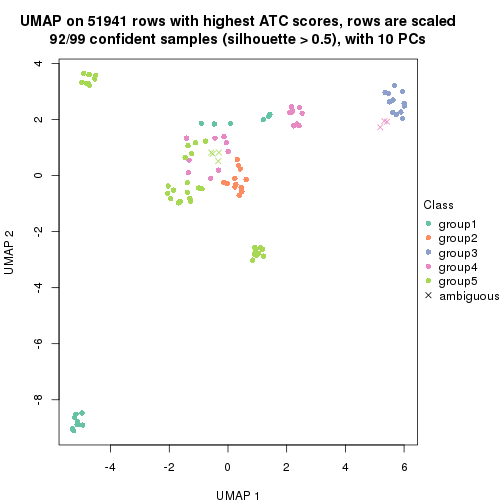 UMAP on 51941 rows with highest ATC scores, rows are scaled
92/99 confident samples (silhouette > 0.5), with 10 PCs
4
2
0
-2
-4
-6
-8
UMAP 2
-4
-2
0
2
4
6
UMAP 1
Class
group1
group2
group3
group4
group5
ambiguous